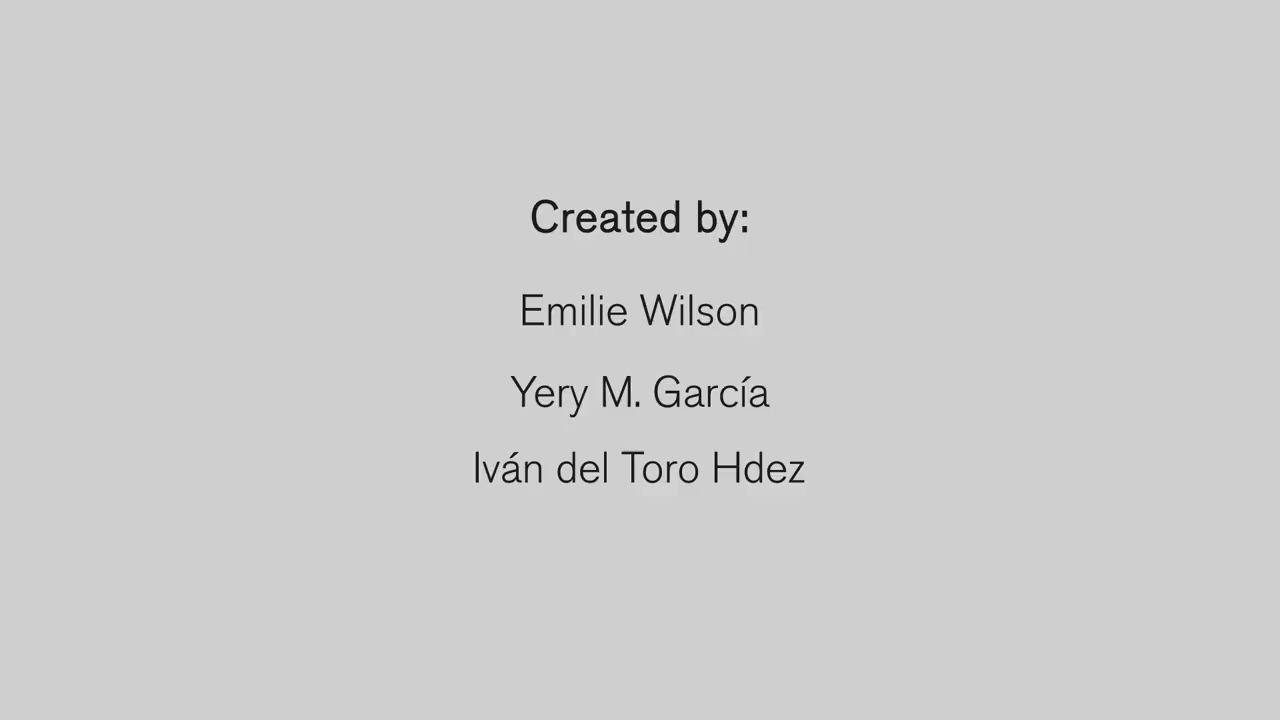 Created by:
Emilie Wilson
Yery M. García
Iván del Toro Hdez